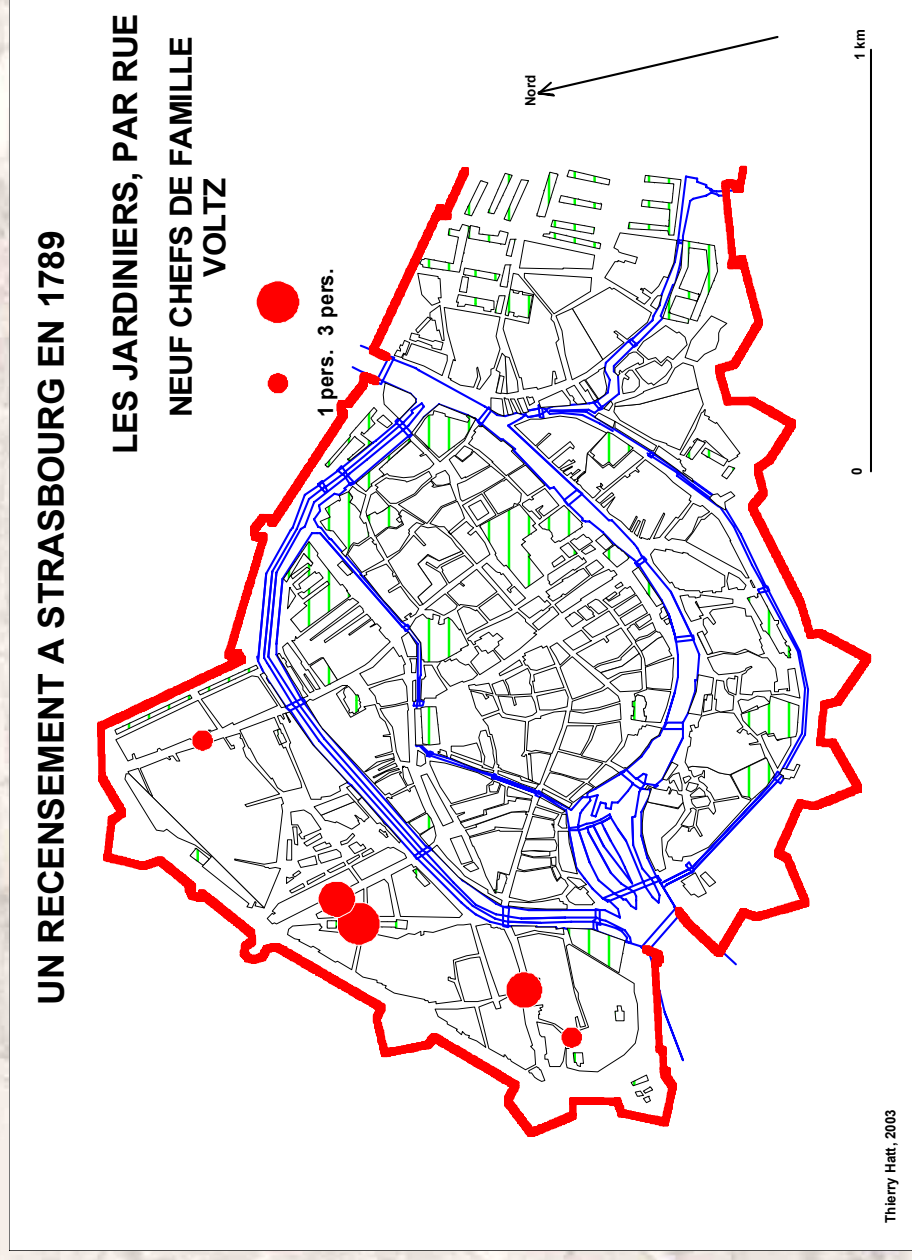 UN RECENSEMENT A STRASBOURG EN 1789
LES JARDINIERS, PAR RUE
NEUF CHEFS DE FAMILLE
VOLTZ
1 pers. 3 pers.
Nord
0 1 km
Thierry Hatt, 2003